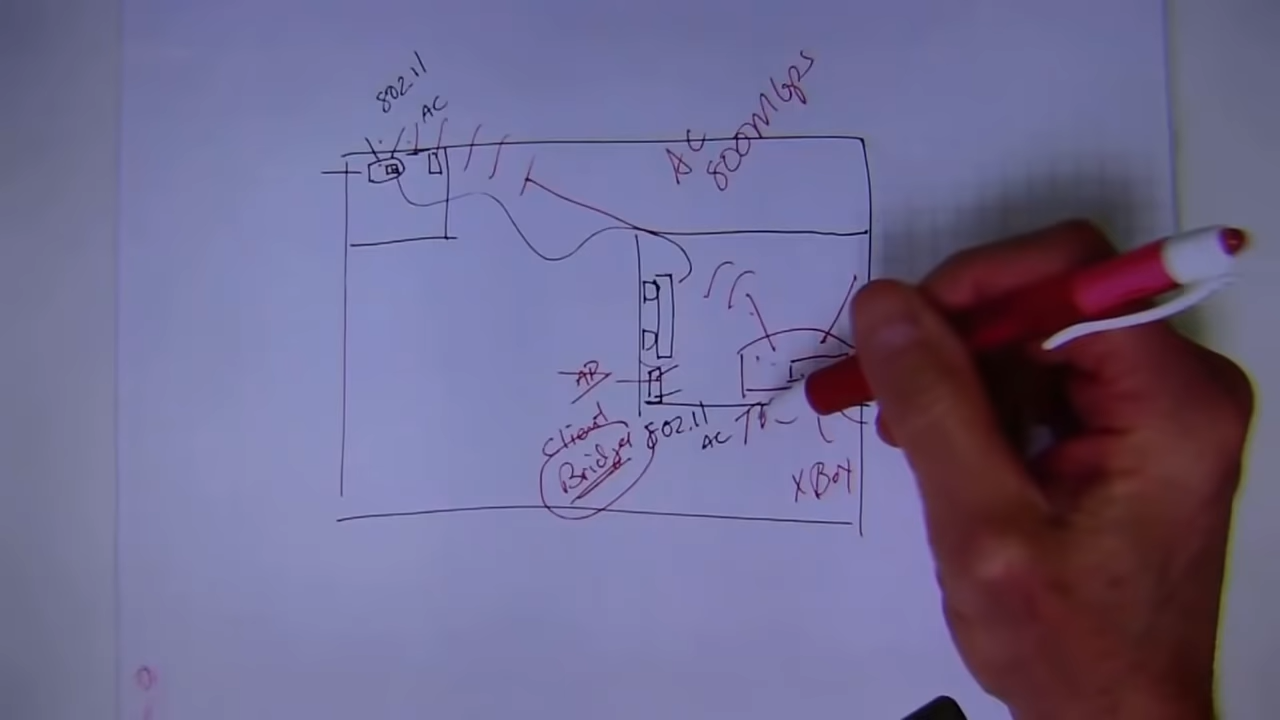 802.11
AC
AC
800Mbps
AP
Client
Bridge
802.11
AC
XBox